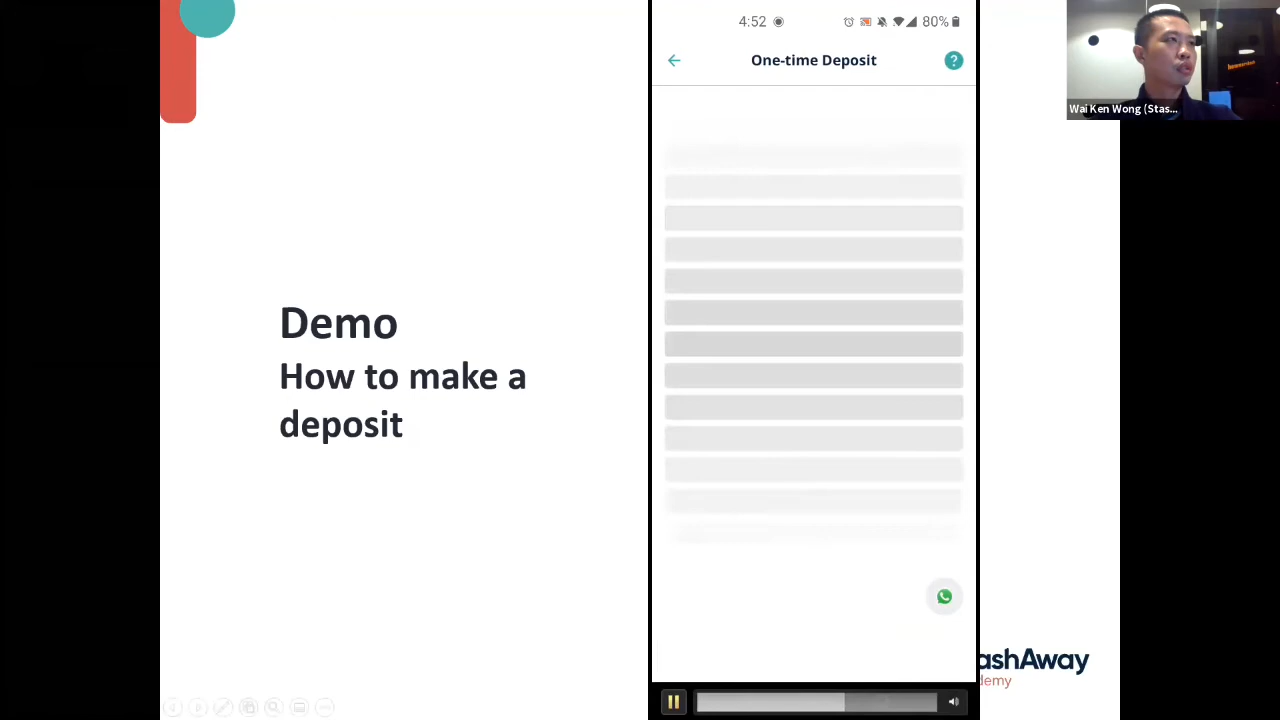 4:52
80%
One-time Deposit
?
Wai Ken Wong (Stas...
Demo
How to make a
deposit
ashAway
demy